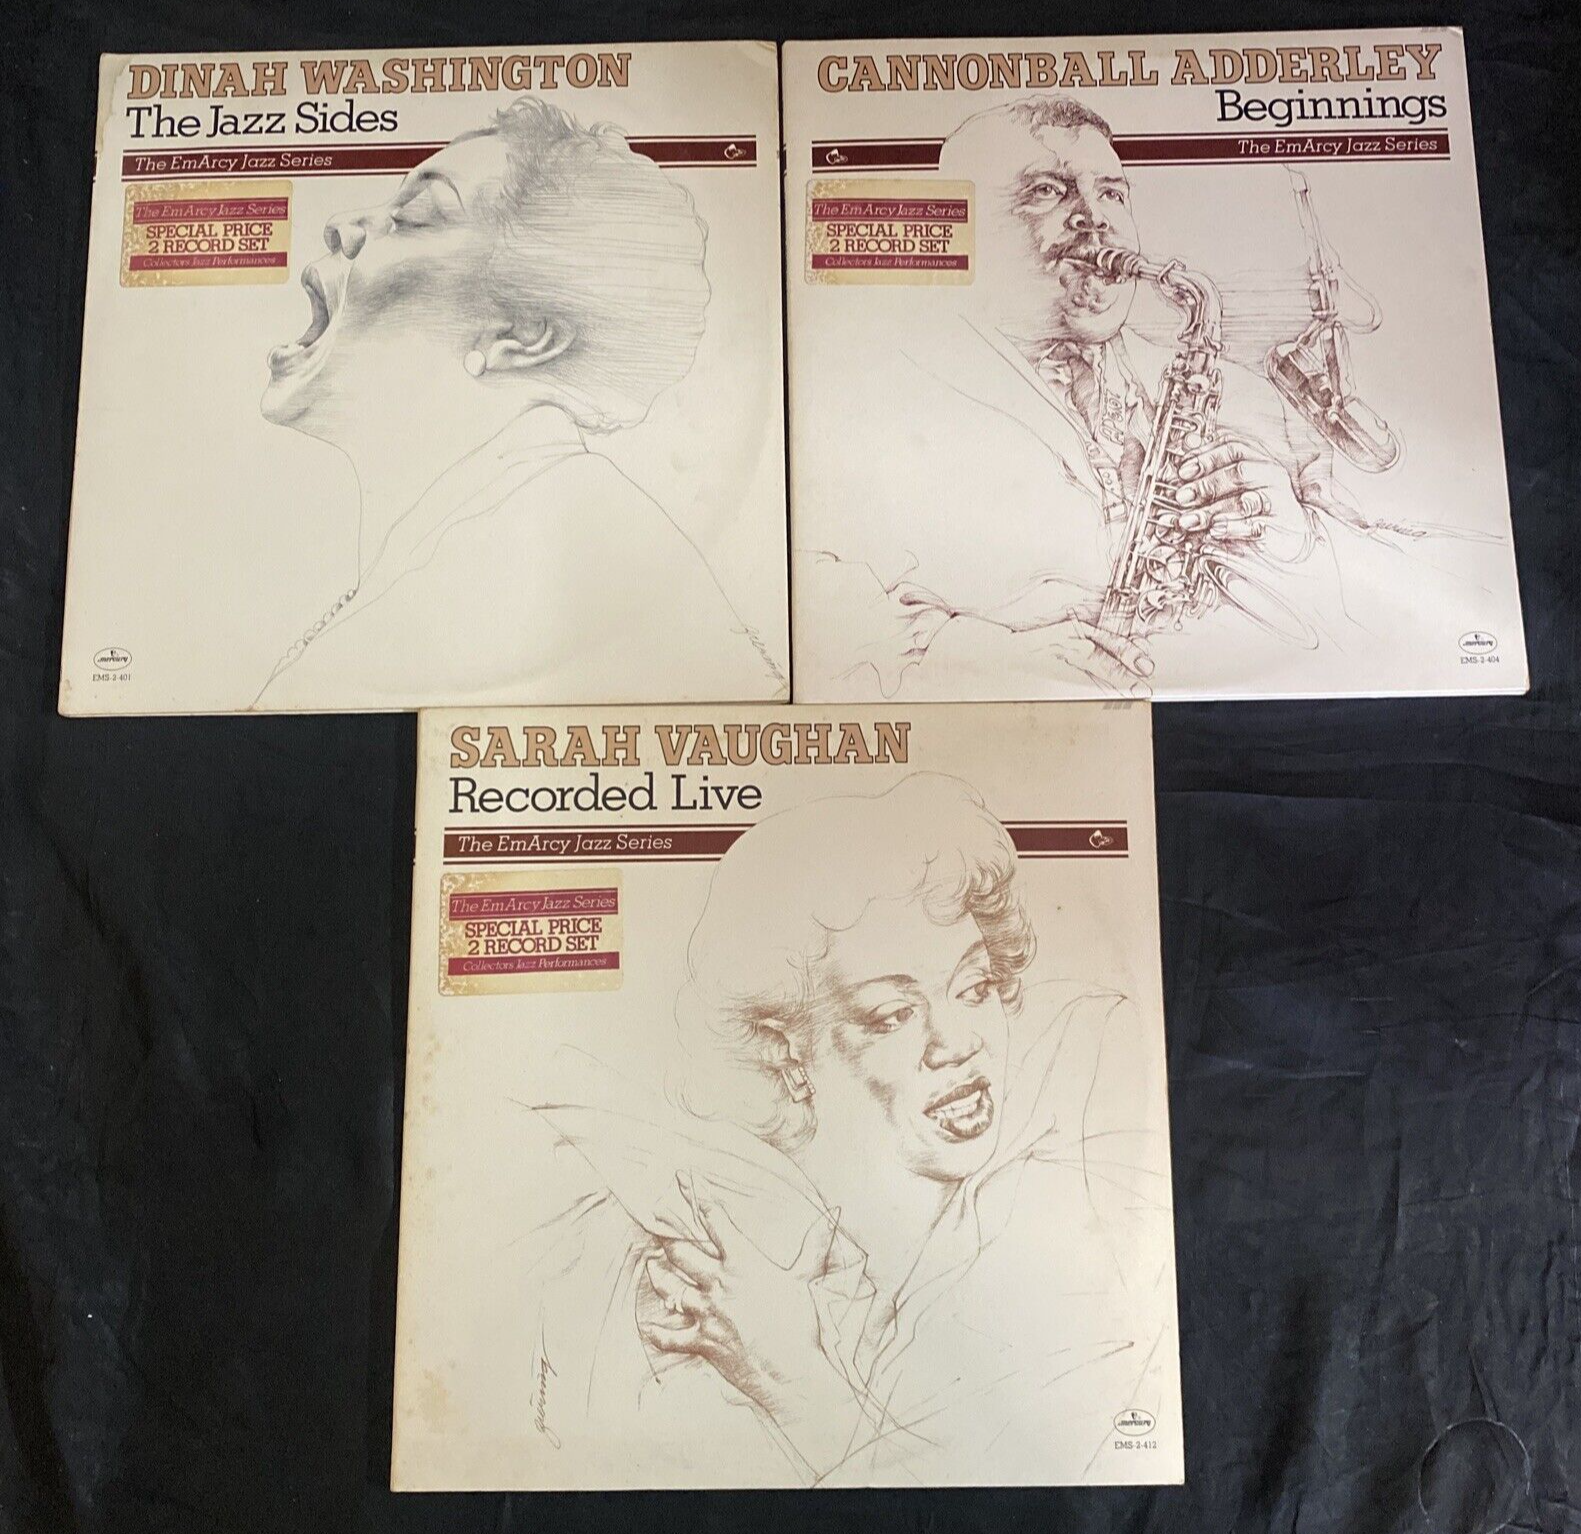 DINAH WASHINGTON
The Jazz Sides
The EmArcy Jazz Series
The EmArcy Jazz Series
SPECIAL PRICE
2 RECORD SET
Collectors Jazz Performances
mercury
EMS-2-401
CANNONBALL ADDERLEY
Beginnings
The EmArcy Jazz Series
The EmArcy Jazz Series
SPECIAL PRICE
2 RECORD SET
Collectors Jazz Performances
mercury
EMS-2-404
SARAH VAUGHAN
Recorded Live
The EmArcy Jazz Series
The EmArcy Jazz Series
SPECIAL PRICE
2 RECORD SET
Collectors Jazz Performances
mercury
EMS-2-412